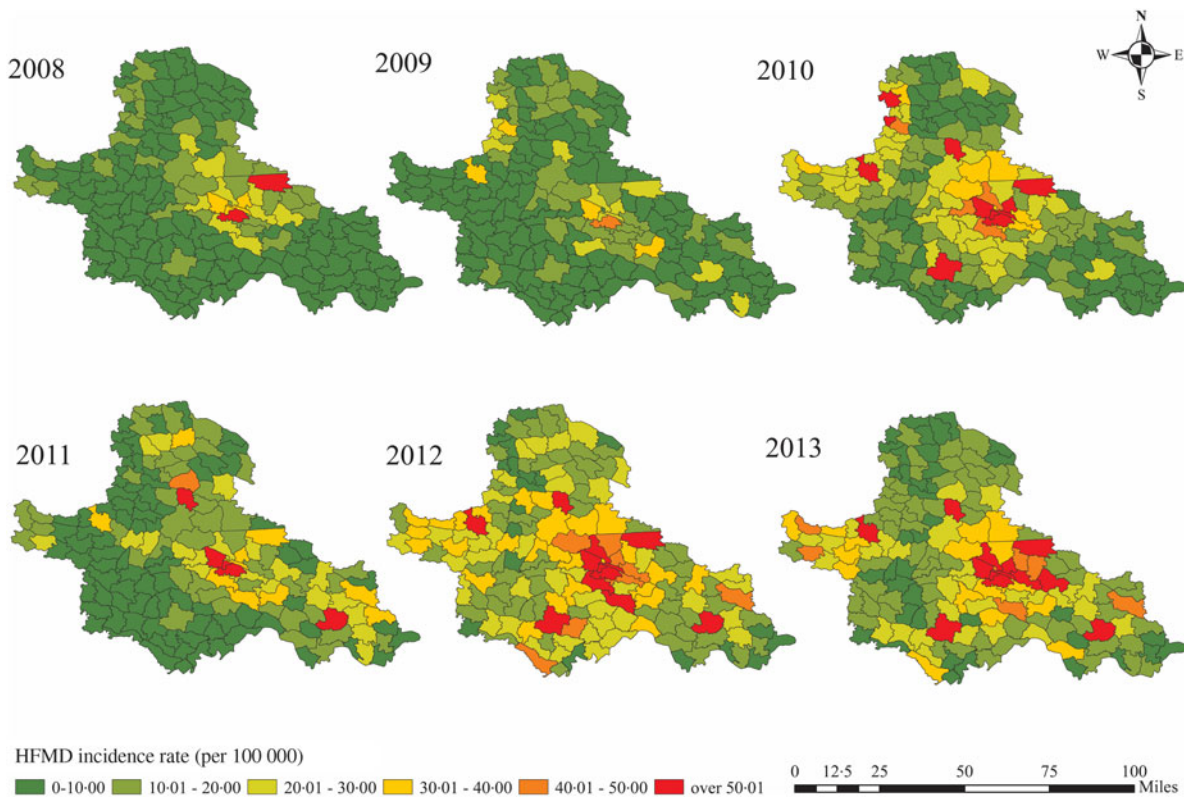 2008
2009
2010
N
W E
S
2011
2012
2013
HFMD incidence rate (per 100 000)
0-10·00 10·01 - 20·00 20·01 - 30·00 30·01 - 40·00 40·01 - 50·00 over 50·01
0 12·5 25 50 75 100
Miles